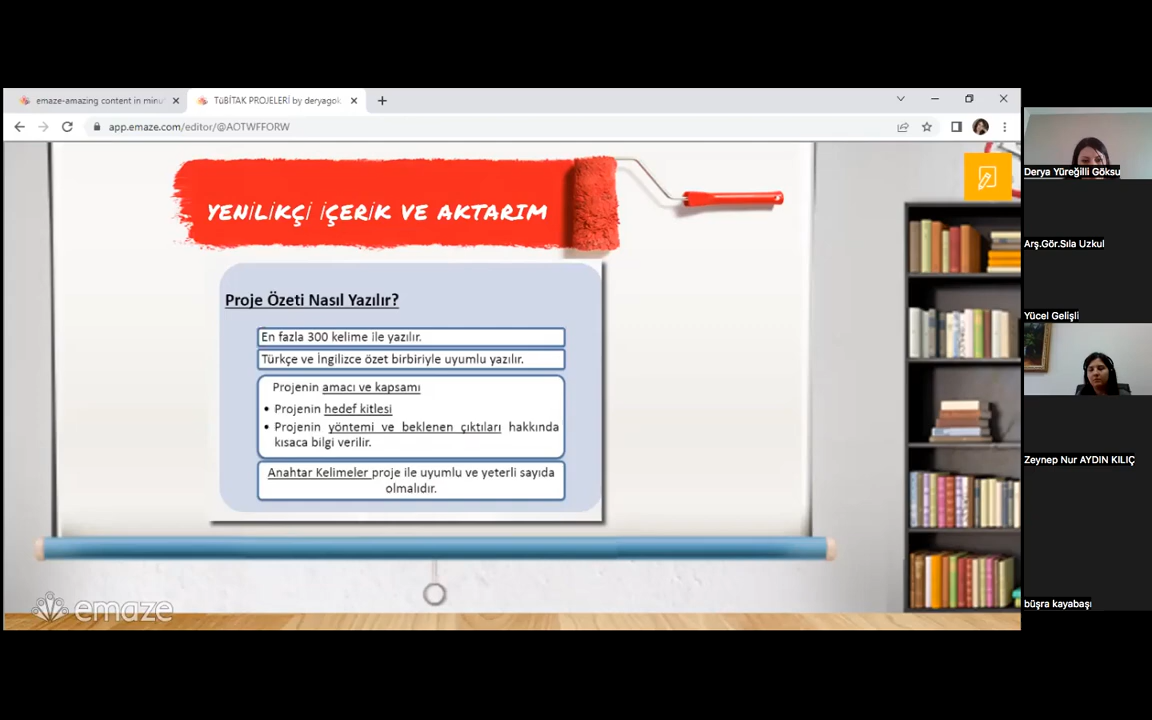 emaze-amazing content in minut
TüBİTAK PROJELERİ by deryagok
app.emaze.com/editor/@AOTWFFORW
YENİLİKÇİ İÇERİK VE AKTARIM
Proje Özeti Nasıl Yazılır?
En fazla 300 kelime ile yazılır.
Türkçe ve İngilizce özet birbiriyle uyumlu yazılır.
Projenin amacı ve kapsamı
• Projenin hedef kitlesi
• Projenin yöntemi ve beklenen çıktıları hakkında
kısaca bilgi verilir.
Anahtar Kelimeler proje ile uyumlu ve yeterli sayıda
olmalıdır.
emaze
Derya Yüreğilli Göksu
Arş.Gör.Sıla Uzkul
Yücel Gelişli
Zeynep Nur AYDIN KILIÇ
büşra kayabaşı